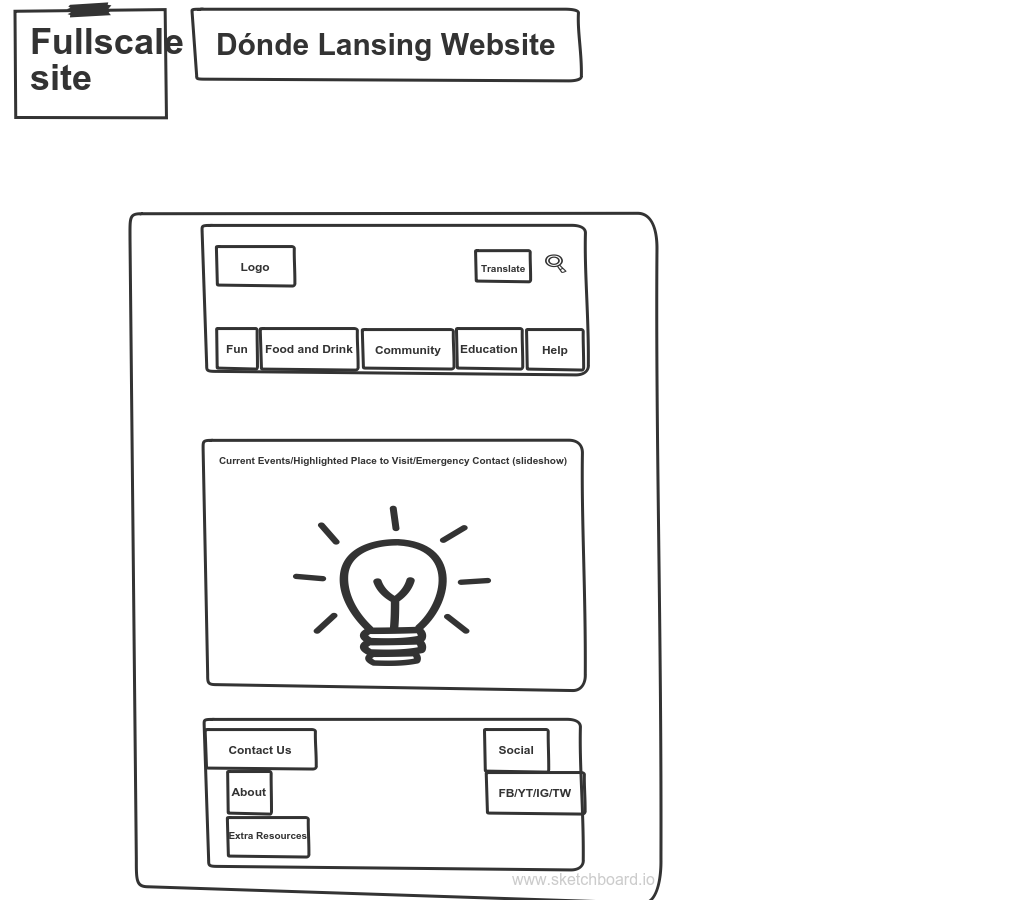 Fullscale
site
Dónde Lansing Website
Logo
Translate
Fun
Food and Drink
Community
Education
Help
Current Events/Highlighted Place to Visit/Emergency Contact (slideshow)
Contact Us
Social
About
FB/YT/IG/TW
Extra Resources
www.sketchboard.io